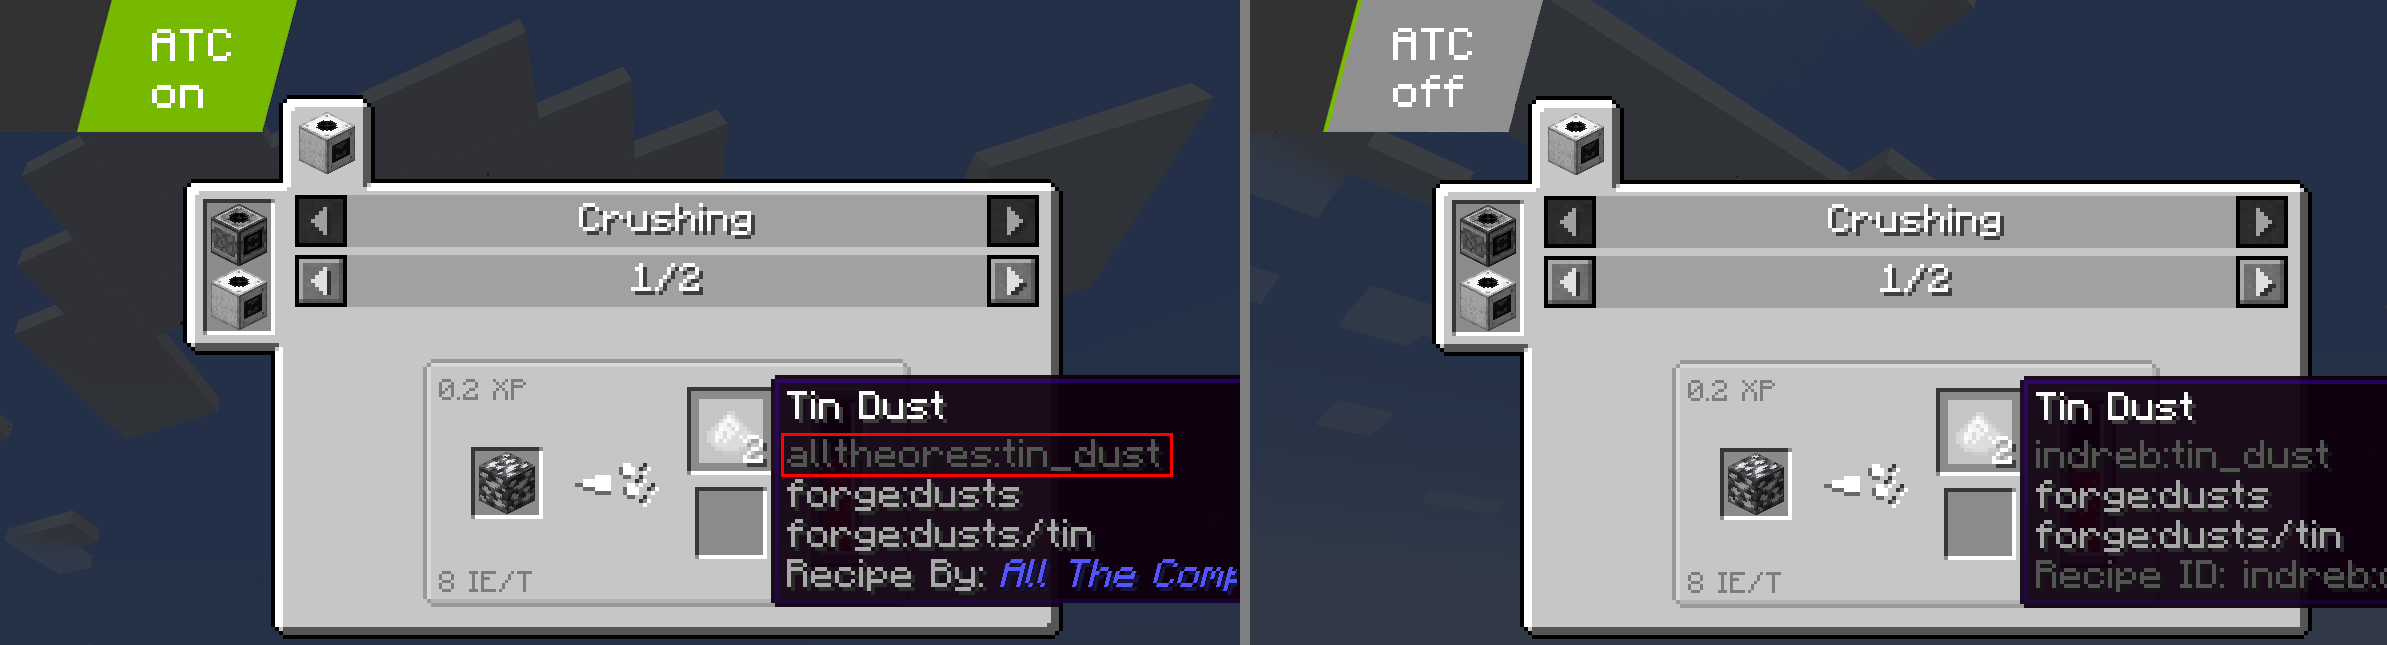 ATC
on
Crushing
1/2
0.2 XP
2
Tin Dust
alltheores:tin_dust
forge:dusts
forge:dusts/tin
Recipe By: All The Comp
8 IE/T
ATC
off
Crushing
1/2
0.2 XP
2
Tin Dust
indreb:tin_dust
forge:dusts
forge:dusts/tin
Recipe ID: indreb:
8 IE/T